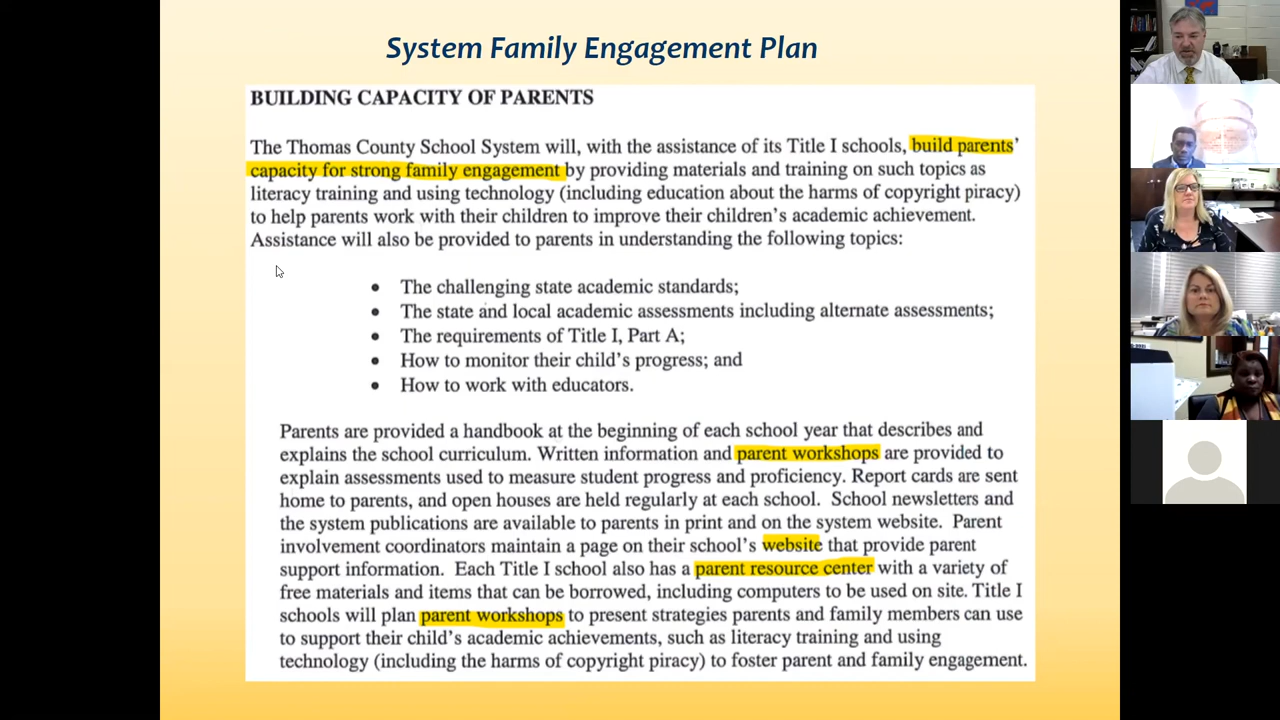 System Family Engagement Plan
BUILDING CAPACITY OF PARENTS
The Thomas County School System will, with the assistance of its Title I schools, build parents’
capacity for strong family engagement by providing materials and training on such topics as
literacy training and using technology (including education about the harms of copyright piracy)
to help parents work with their children to improve their children’s academic achievement.
Assistance will also be provided to parents in understanding the following topics:
• The challenging state academic standards;
• The state and local academic assessments including alternate assessments;
• The requirements of Title I, Part A;
• How to monitor their child’s progress; and
• How to work with educators.
Parents are provided a handbook at the beginning of each school year that describes and
explains the school curriculum. Written information and parent workshops are provided to
explain assessments used to measure student progress and proficiency. Report cards are sent
home to parents, and open houses are held regularly at each school. School newsletters and
the system publications are available to parents in print and on the system website. Parent
involvement coordinators maintain a page on their school’s website that provide parent
support information. Each Title I school also has a parent resource center with a variety of
free materials and items that can be borrowed, including computers to be used on site. Title I
schools will plan parent workshops to present strategies parents and family members can use
to support their child’s academic achievements, such as literacy training and using
technology (including the harms of copyright piracy) to foster parent and family engagement.